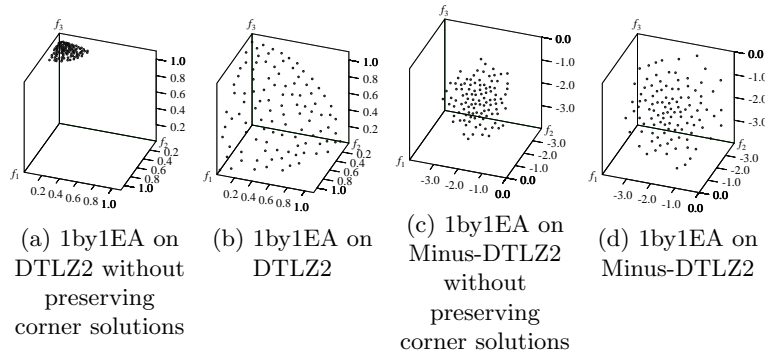 f3
1.0
0.8
0.6
0.4
0.2
f2
0.2
0.4
0.6
0.8
1.0
f1
0.2 0.4 0.6 0.8 1.0
(a) 1by1EA on
DTLZ2 without
preserving
corner solutions
f3
1.0
0.8
0.6
0.4
0.2
f2
0.2
0.4
0.6
0.8
1.0
f1
0.2 0.4 0.6 0.8 1.0
(b) 1by1EA on
DTLZ2
f3
0.0
-1.0
-2.0
-3.0
f2
-3.0
-2.0
-1.0
0.0
f1
-3.0 -2.0 -1.0 0.0
(c) 1by1EA on
Minus-DTLZ2
without
preserving
corner solutions
f3
0.0
-1.0
-2.0
-3.0
f2
-3.0
-2.0
-1.0
0.0
f1
-3.0 -2.0 -1.0 0.0
(d) 1by1EA on
Minus-DTLZ2